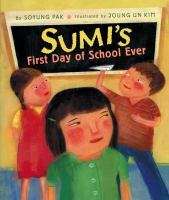 by SOYUNG PAK • illustrated by JOUNG UN KIM
SUMI'S
First Day of School Ever